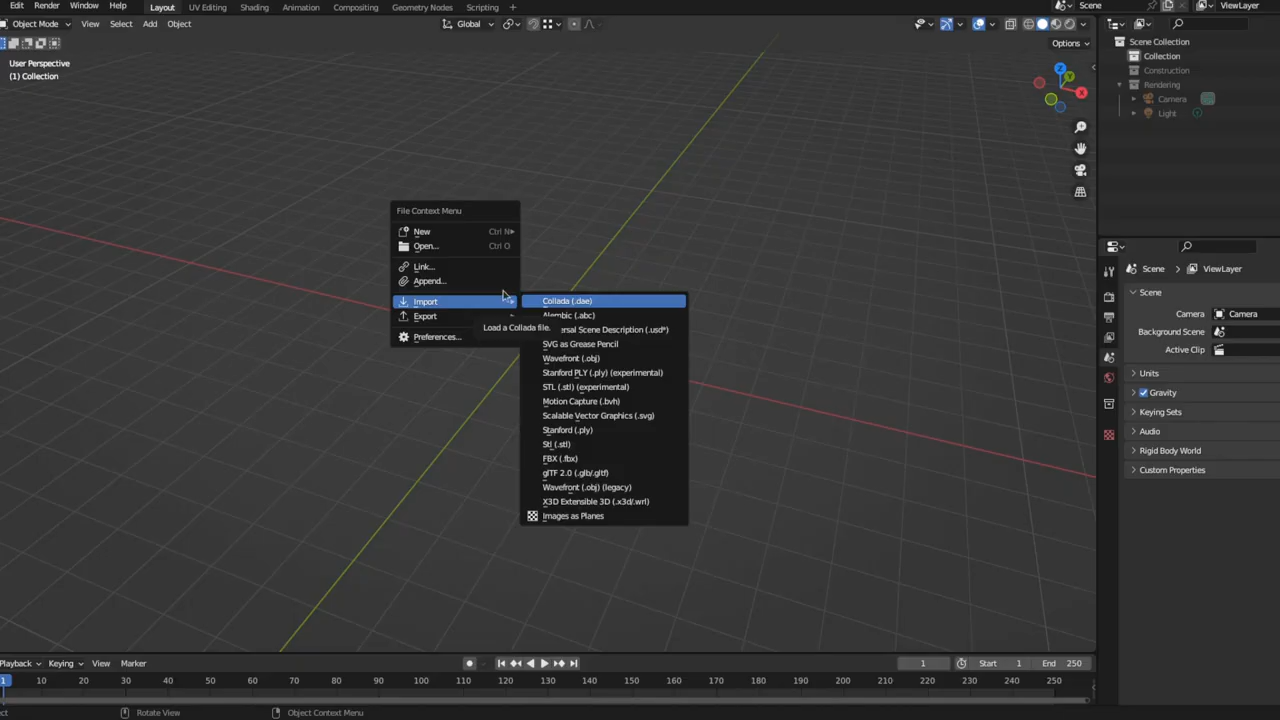 Edit Render Window Help Layout UV Editing Shading Animation Compositing Geometry Nodes Scripting + Scene ViewLayer
Object Mode View Select Add Object Global
Options
User Perspective
(1) Collection
Z
Y
X
Scene Collection
Collection
Construction
Rendering
Camera
Light
File Context Menu
New Ctrl N
Open... Ctrl O
Link...
Append...
Import
Export
Preferences...
Load a Collada file.
Collada (.dae)
Alembic (.abc)
ersal Scene Description (.usd*)
SVG as Grease Pencil
Wavefront (.obj)
Stanford PLY (.ply) (experimental)
STL (.stl) (experimental)
Motion Capture (.bvh)
Scalable Vector Graphics (.svg)
Stanford (.ply)
Stl (.stl)
FBX (.fbx)
glTF 2.0 (.glb/.gltf)
Wavefront (.obj) (legacy)
X3D Extensible 3D (.x3d/.wrl)
Images as Planes
Scene ViewLayer
Scene
Camera Camera
Background Scene
Active Clip
Units
Gravity
Keying Sets
Audio
Rigid Body World
Custom Properties
Playback Keying View Marker 1 Start 1 End 250
1 10 20 30 40 50 60 70 80 90 100 110 120 130 140 150 160 170 180 190 200 210 220 230 240 250
ect Rotate View Object Context Menu